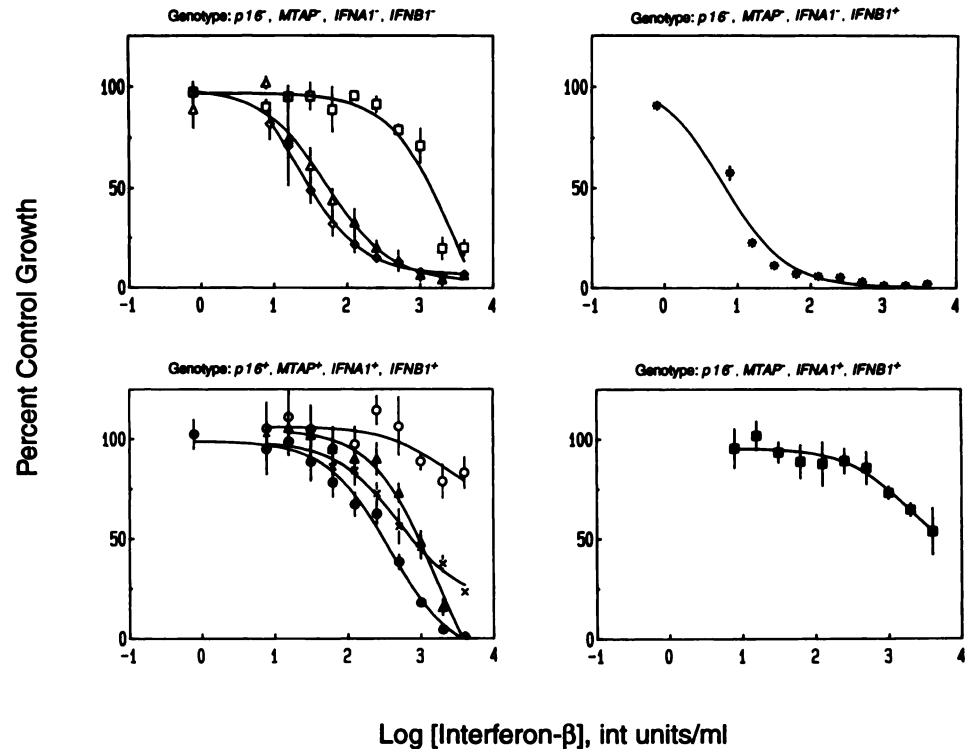 Genotype: p16-, MTAP-, IFNA1-, IFNB1-
Genotype: p16-, MTAP-, IFNA1-, IFNB1+
100
50
0
-1 0 1 2 3 4
100
50
0
-1 0 1 2 3 4
Percent Control Growth
Genotype: p16+, MTAP+, IFNA1+, IFNB1+
Genotype: p16-, MTAP-, IFNA1+, IFNB1+
100
50
0
-1 0 1 2 3 4
100
50
0
-1 0 1 2 3 4
Log [Interferon-β], int units/ml